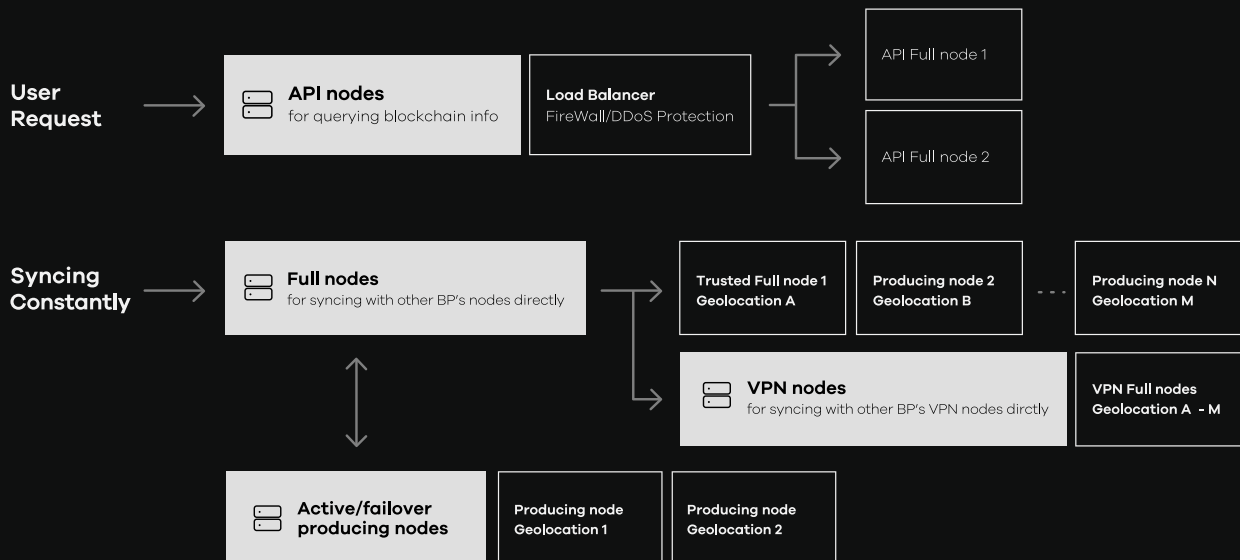 User
Request
API nodes
for querying blockchain info
Load Balancer
FireWall/DDoS Protection
API Full node 1
API Full node 2
Syncing
Constantly
Full nodes
for syncing with other BP's nodes directly
Trusted Full node 1
Geolocation A
Producing node 2
Geolocation B
Producing node N
Geolocation M
VPN nodes
for syncing with other BP's VPN nodes dirctly
VPN Full nodes
Geolocation A - M
Active/failover
producing nodes
Producing node
Geolocation 1
Producing node
Geolocation 2